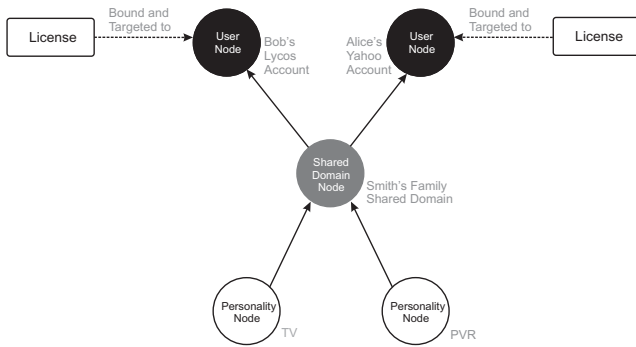 Bound and
Targeted to
License
User
Node
Bob's
Lycos
Account
Alice's
Yahoo
Account
User
Node
Bound and
Targeted to
License
Shared
Domain
Node
Smith's Family
Shared Domain
Personality
Node
TV
Personality
Node
PVR